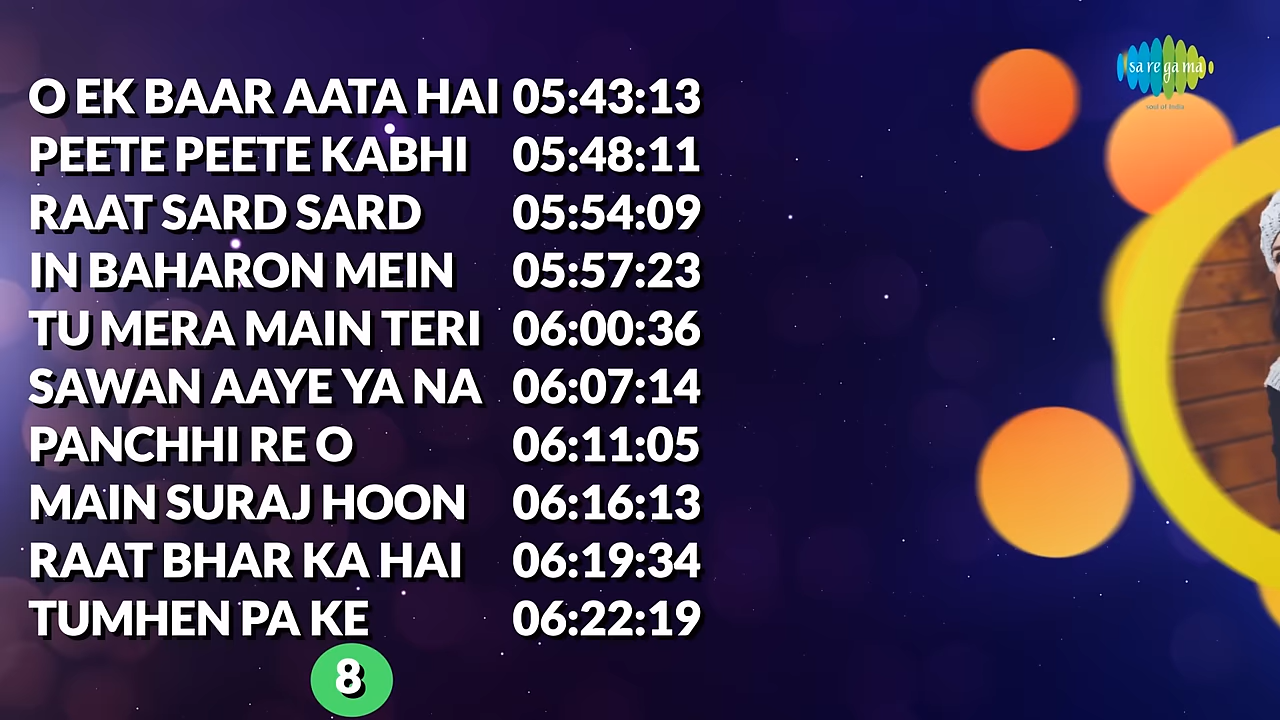 sa re ga ma
soul of India
O EK BAAR AATA HAI 05:43:13
PEETE PEETE KABHI 05:48:11
RAAT SARD SARD 05:54:09
IN BAHARON MEIN 05:57:23
TU MERA MAIN TERI 06:00:36
SAWAN AAYE YA NA 06:07:14
PANCHHI RE O 06:11:05
MAIN SURAJ HOON 06:16:13
RAAT BHAR KA HAI 06:19:34
TUMHEN PA KE 06:22:19
8